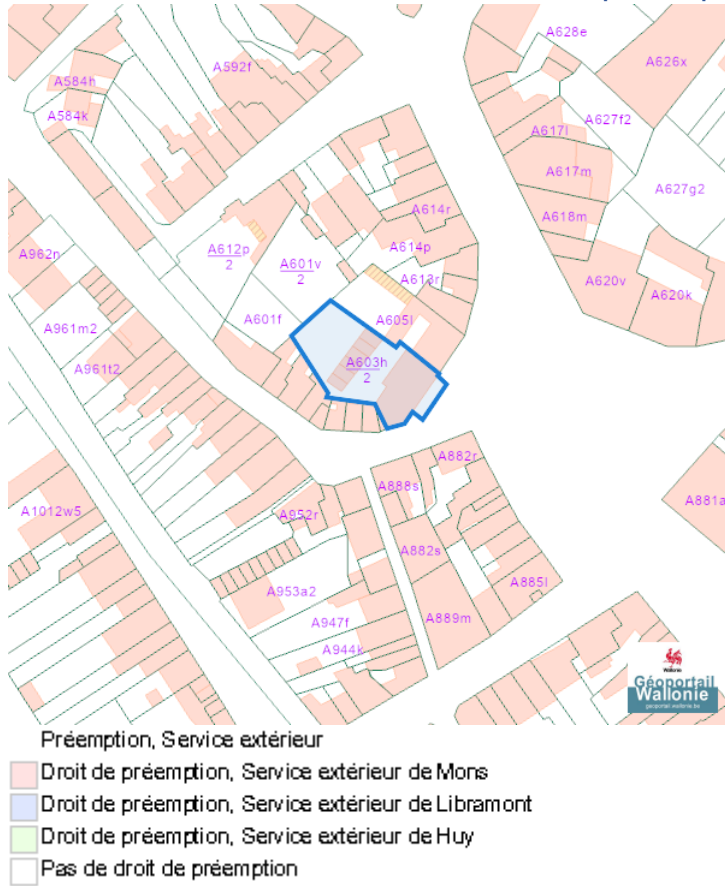 A628e
A592f
A626x
A584h
A584k
A627f2
A617l
A617m
A627g2
A614r
A618m
A612p
2
A601v
2
A614p
A962n
A613r
A620v
A620k
A601f
A605l
A961m2
A603h
2
A961t2
A882r
A888s
A881a
A1012w5
A952r
A882s
A885l
A953a2
A947f
A889m
A944k
Wallonie
Géoportail
Wallonie
geoportail.wallonie.be
Préemption, Service extérieur
Droit de préemption, Service extérieur de Mons
Droit de préemption, Service extérieur de Libramont
Droit de préemption, Service extérieur de Huy
Pas de droit de préemption